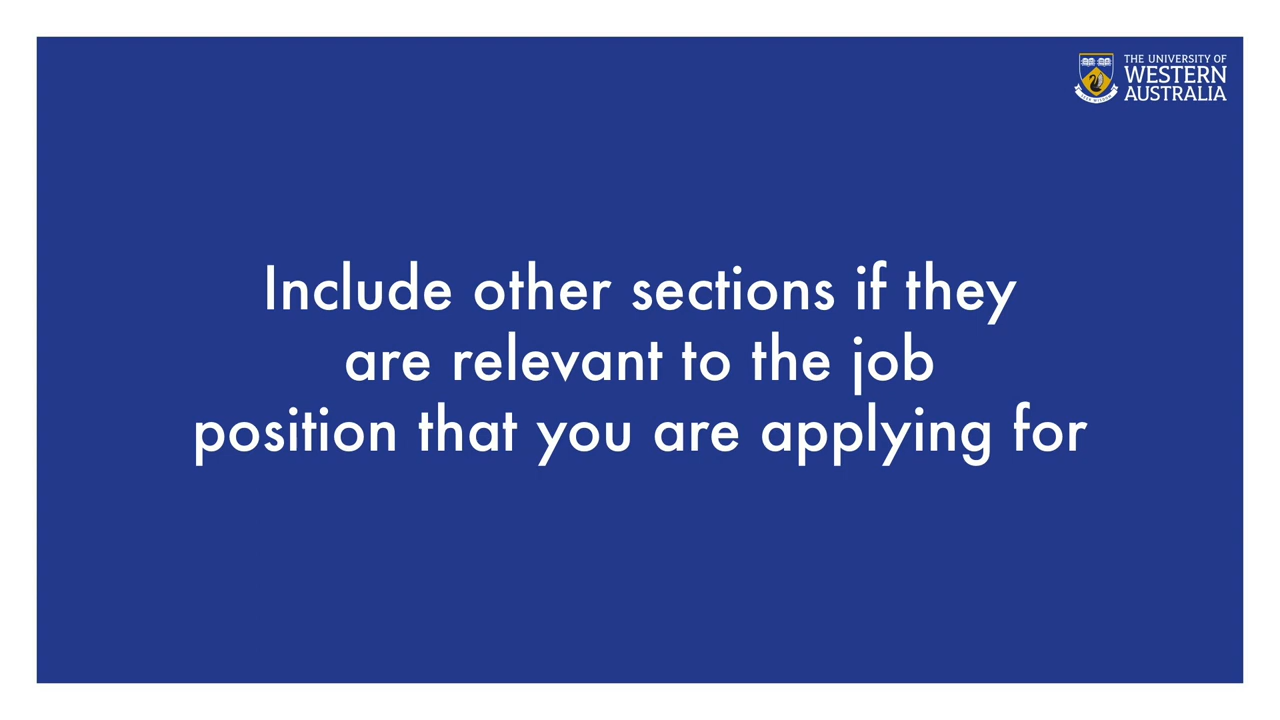 THE UNIVERSITY OF
WESTERN
AUSTRALIA
Include other sections if they
are relevant to the job
position that you are applying for